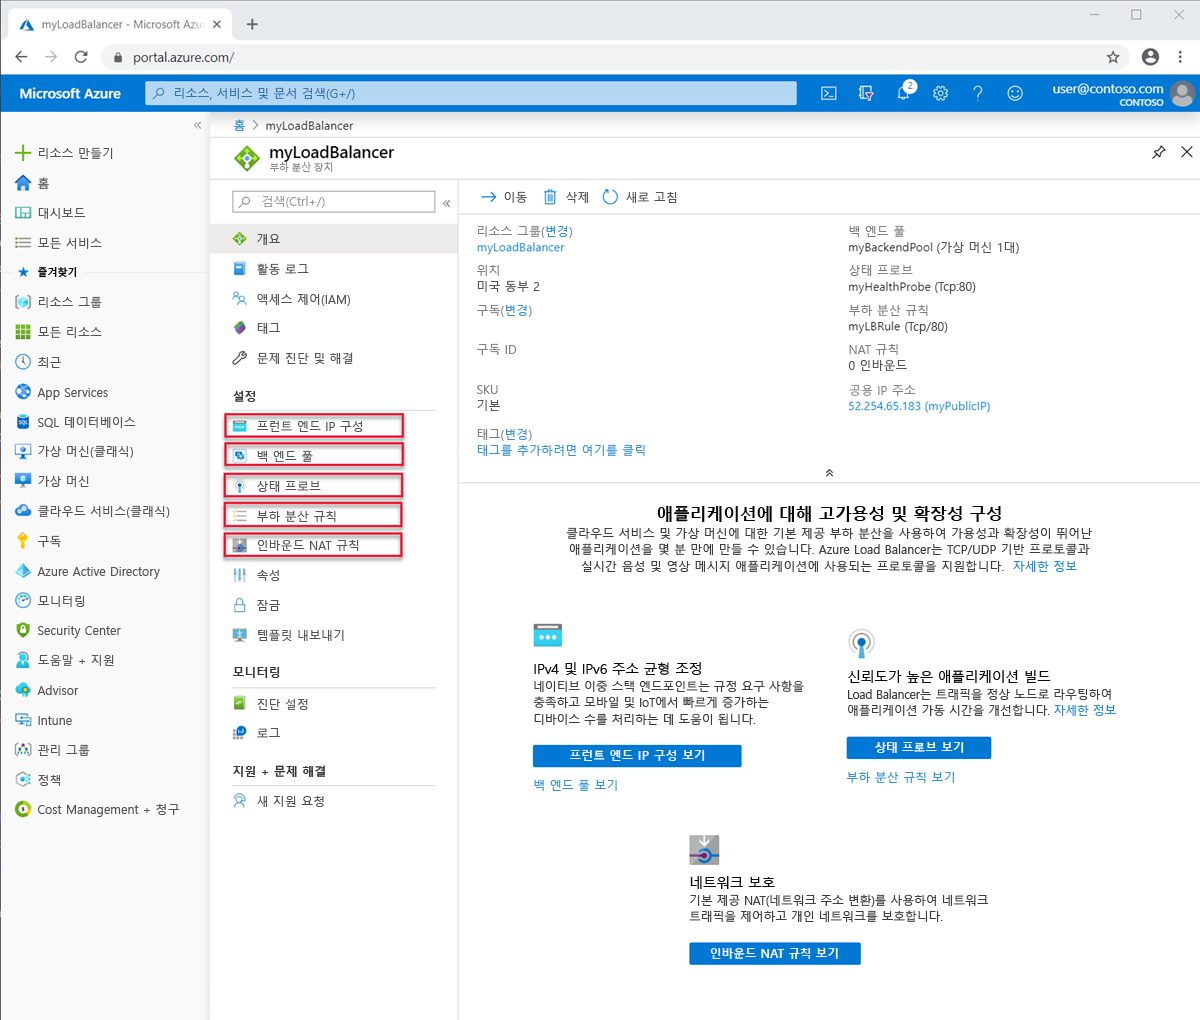 myLoadBalancer - Microsoft Azu
portal.azure.com/
Microsoft Azure
리소스, 서비스 및 문서 검색(G+/)
2
user@contoso.com
CONTOSO
리소스 만들기
홈
대시보드
모든 서비스
즐겨찾기
리소스 그룹
모든 리소스
최근
App Services
SQL 데이터베이스
가상 머신(클래식)
가상 머신
클라우드 서비스(클래식)
구독
Azure Active Directory
모니터링
Security Center
도움말 + 지원
Advisor
Intune
관리 그룹
정책
Cost Management + 청구
홈 > myLoadBalancer
myLoadBalancer
부하 분산 장치
검색(Ctrl+/)
개요
활동 로그
액세스 제어(IAM)
태그
문제 진단 및 해결
설정
프런트 엔드 IP 구성
백 엔드 풀
상태 프로브
부하 분산 규칙
인바운드 NAT 규칙
속성
잠금
템플릿 내보내기
모니터링
진단 설정
로그
지원 + 문제 해결
새 지원 요청
이동 삭제 새로 고침
리소스 그룹(변경)
myLoadBalancer
위치
미국 동부 2
구독(변경)
구독 ID
SKU
기본
태그(변경)
태그를 추가하려면 여기를 클릭
백 엔드 풀
myBackendPool (가상 머신 1대)
상태 프로브
myHealthProbe (Tcp:80)
부하 분산 규칙
myLBRule (Tcp/80)
NAT 규칙
0 인바운드
공용 IP 주소
52.254.65.183 (myPublicIP)
애플리케이션에 대해 고가용성 및 확장성 구성
클라우드 서비스 및 가상 머신에 대한 기본 제공 부하 분산을 사용하여 가용성과 확장성이 뛰어난
애플리케이션을 몇 분 만에 만들 수 있습니다. Azure Load Balancer는 TCP/UDP 기반 프로토콜과
실시간 음성 및 영상 메시지 애플리케이션에 사용되는 프로토콜을 지원합니다. 자세한 정보
IPv4 및 IPv6 주소 균형 조정
네이티브 이중 스택 엔드포인트는 규정 요구 사항을
충족하고 모바일 및 IoT에서 빠르게 증가하는
디바이스 수를 처리하는 데 도움이 됩니다.
프런트 엔드 IP 구성 보기
백 엔드 풀 보기
신뢰도가 높은 애플리케이션 빌드
Load Balancer는 트래픽을 정상 노드로 라우팅하여
애플리케이션 가동 시간을 개선합니다. 자세한 정보
상태 프로브 보기
부하 분산 규칙 보기
네트워크 보호
기본 제공 NAT(네트워크 주소 변환)를 사용하여 네트워크
트래픽을 제어하고 개인 네트워크를 보호합니다.
인바운드 NAT 규칙 보기